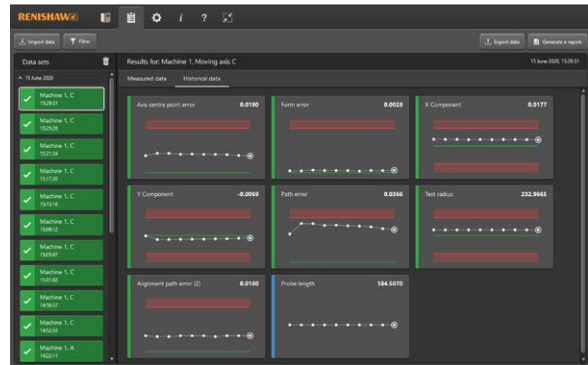 RENISHAW
i ?
Import data Filter Export data Generate a report
Data sets
Results for: Machine 1, Moving axis C 15 June 2020, 15:29:31
15 June 2020
Measured data Historical data
Machine 1, C
15:29:31
Machine 1, C
15:25:28
Machine 1, C
15:21:24
Machine 1, C
15:17:20
Machine 1, C
15:13:16
Machine 1, C
15:09:12
Machine 1, C
15:05:07
Machine 1, C
15:01:02
Machine 1, C
14:56:57
Machine 1, C
14:52:53
Machine 1, A
14:22:11
Axis centre point error 0.0190
Form error 0.0028
X Component 0.0177
Y Component -0.0069
Path error 0.0366
Test radius 232.9665
Alignment path error (Z) 0.0180
Probe length 184.5070